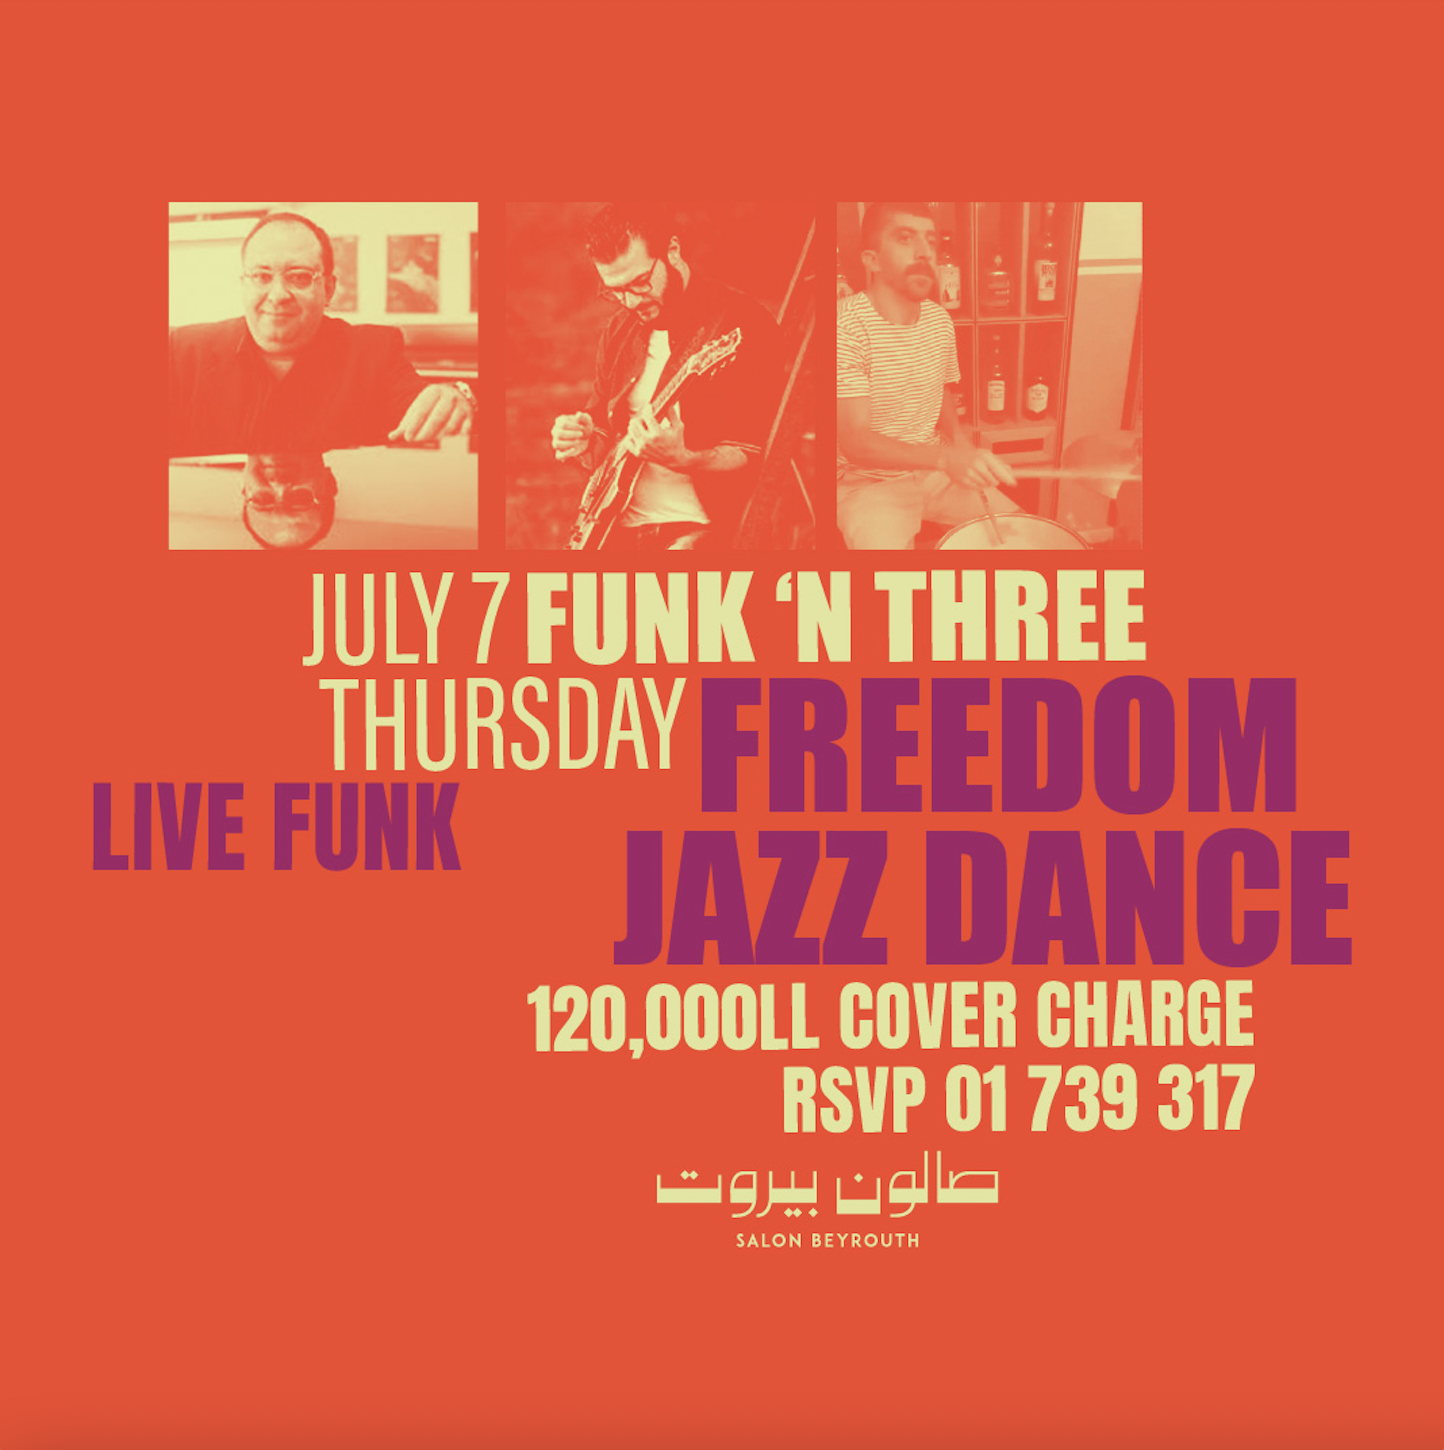 JULY 7 FUNK ‘N THREE
THURSDAY FREEDOM
LIVE FUNK
JAZZ DANCE
120,000LL COVER CHARGE
RSVP 01 739 317
صالون بيروت
SALON BEYROUTH